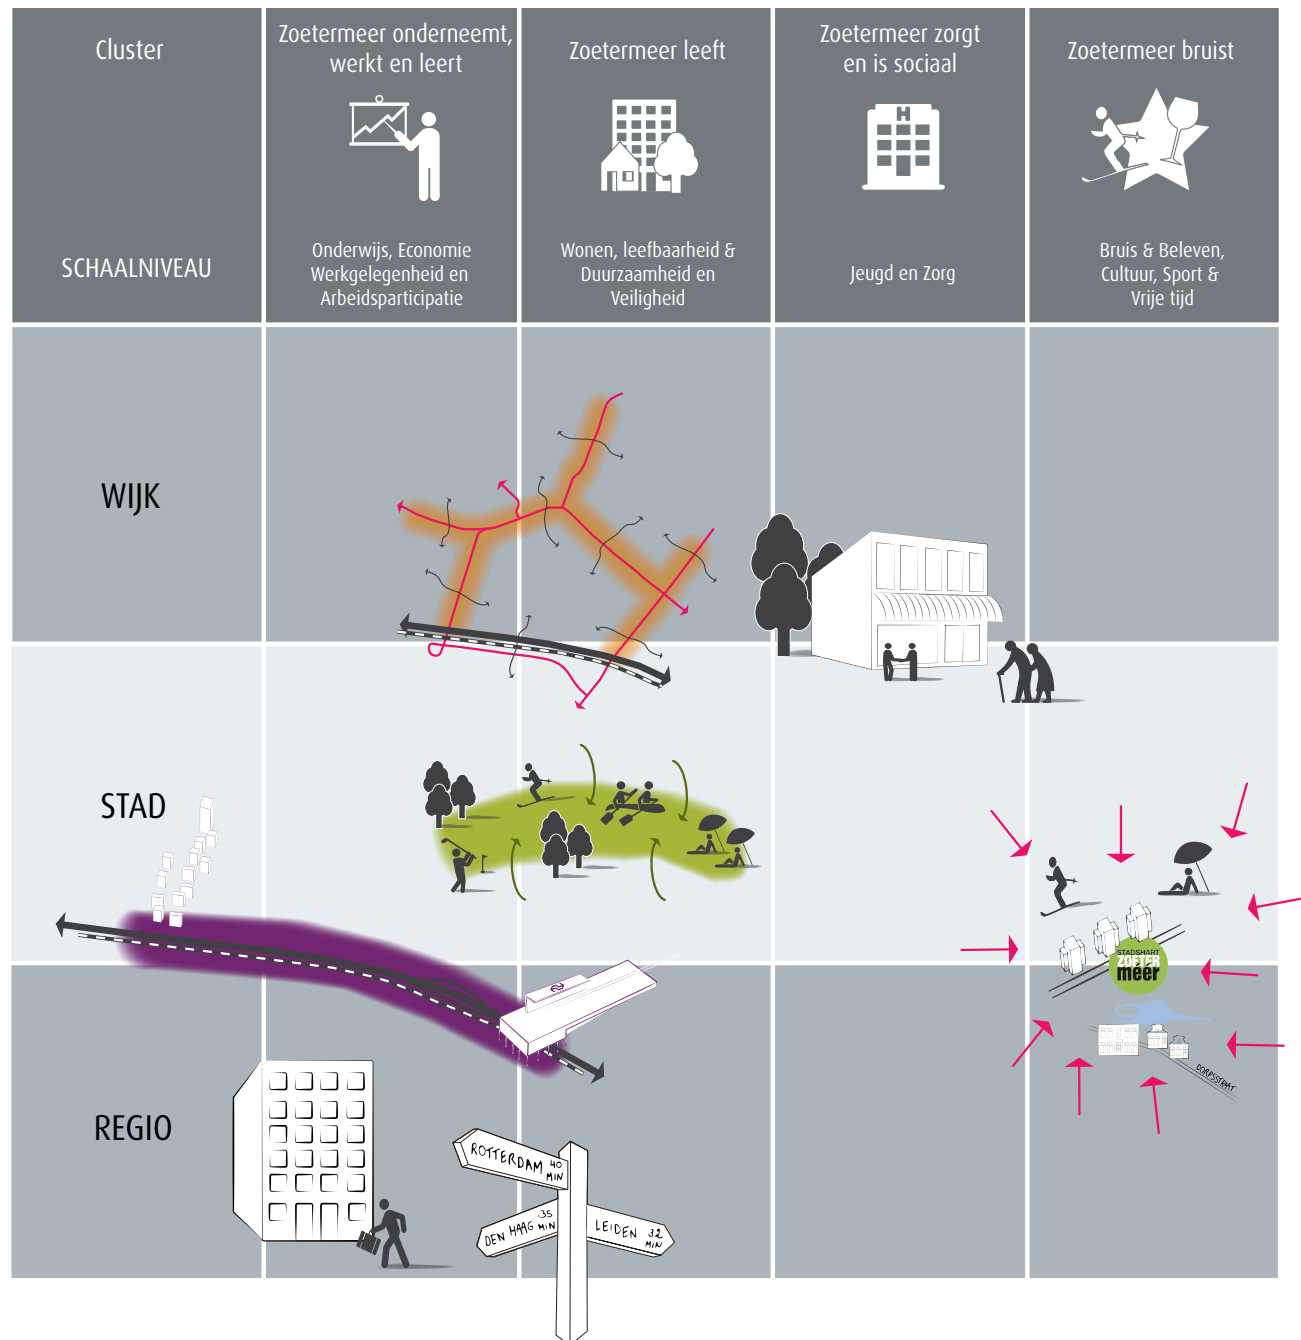 Cluster
Zoetermeer onderneemt,
werkt en leert
Zoetermeer leeft
Zoetermeer zorgt
en is sociaal
Zoetermeer bruist
H
SCHAALNIVEAU
Onderwijs, Economie
Werkgelegenheid en
Arbeidsparticipatie
Wonen, leefbaarheid &
Duurzaamheid en
Veiligheid
Jeugd en Zorg
Bruis & Beleven,
Cultuur, Sport &
Vrije tijd
WIJK
STAD
STADSHART
ZOETER
méér
DORPSSTRAAT
REGIO
ROTTERDAM 40
MIN
DEN HAAG 35
MIN
LEIDEN 32
MIN